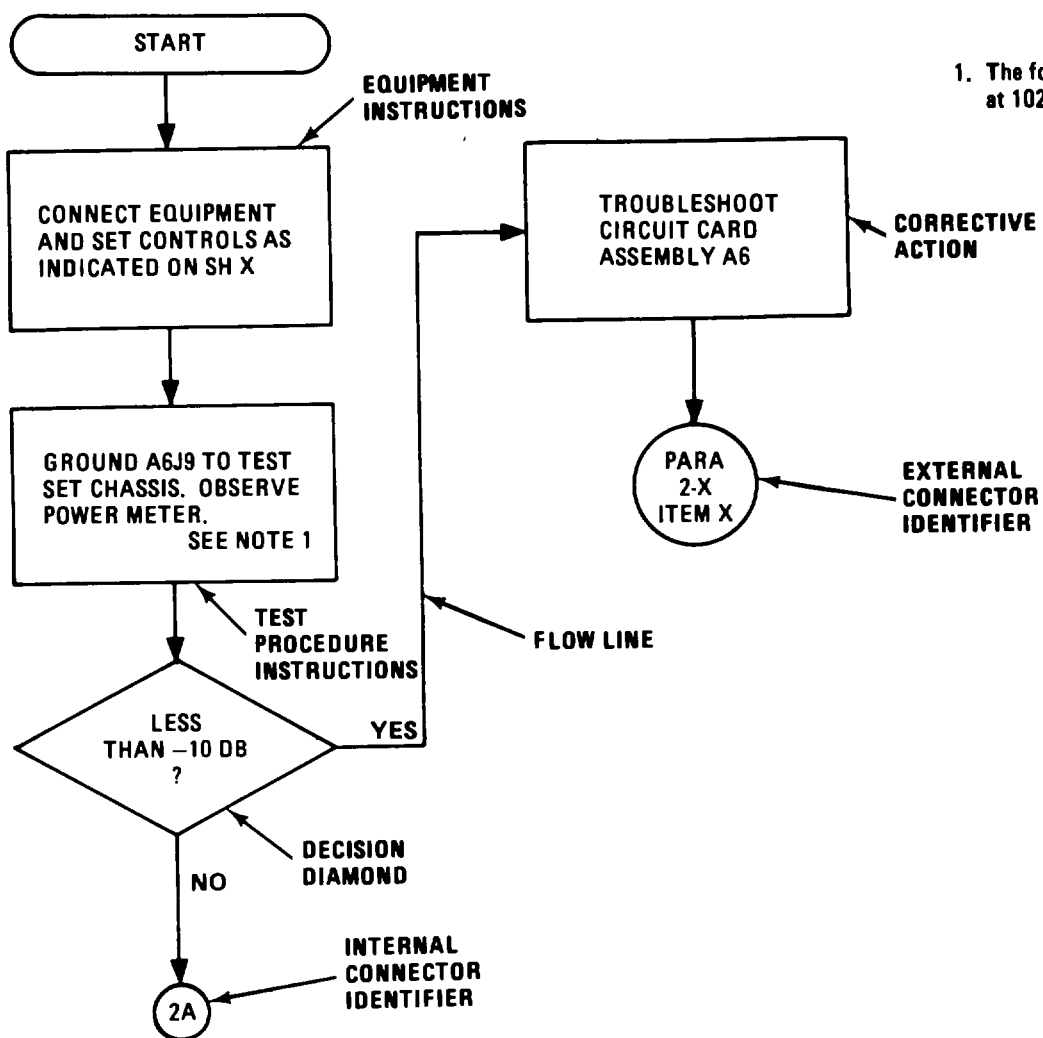 START
EQUIPMENT
INSTRUCTIONS
1. The fo
at 102
CONNECT EQUIPMENT
AND SET CONTROLS AS
INDICATED ON SH X
TROUBLESHOOT
CIRCUIT CARD
ASSEMBLY A6
CORRECTIVE
ACTION
GROUND A6J9 TO TEST
SET CHASSIS. OBSERVE
POWER METER.
SEE NOTE 1
PARA
2-X
ITEM X
EXTERNAL
CONNECTOR
IDENTIFIER
TEST
PROCEDURE
INSTRUCTIONS
FLOW LINE
LESS
THAN –10 DB
?
YES
DECISION
DIAMOND
NO
INTERNAL
CONNECTOR
IDENTIFIER
2A